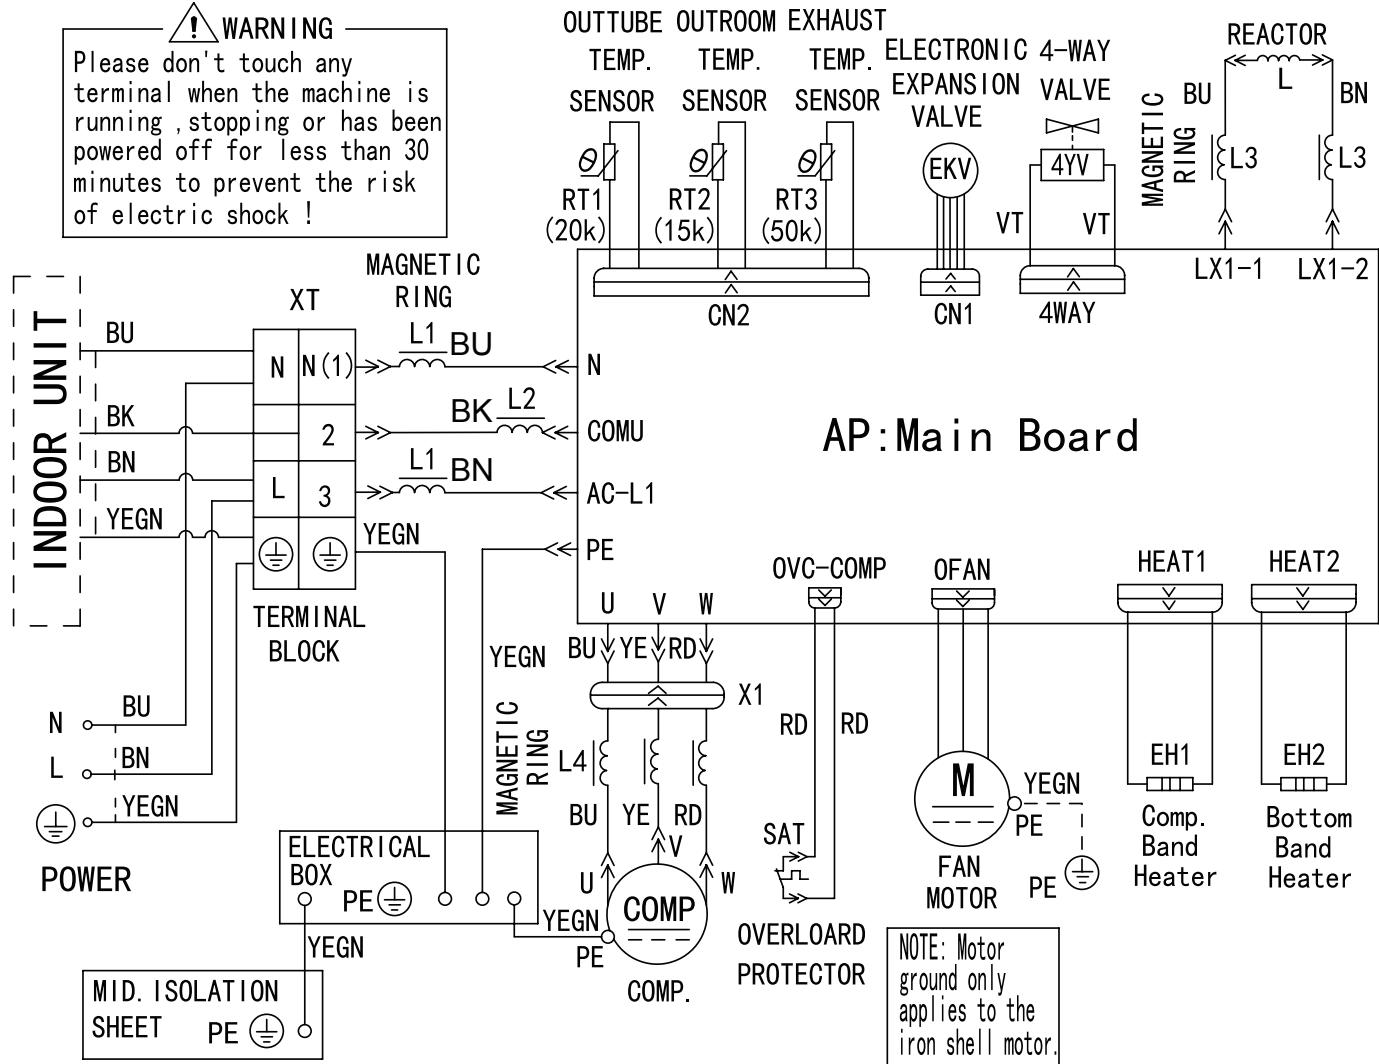 WARNING
Please don't touch any
terminal when the machine is
running ,stopping or has been
powered off for less than 30
minutes to prevent the risk
of electric shock !
OUTTUBE OUTROOM EXHAUST
TEMP. TEMP. TEMP.
SENSOR SENSOR SENSOR
θ θ θ
RT1 RT2 RT3
(20k) (15k) (50k)
CN2
ELECTRONIC
EXPANSION
VALVE
EKV
CN1
4-WAY
VALVE
4YV
VT VT
4WAY
REACTOR
L
BU BN
MAGNETIC
RING
L3 L3
LX1-1 LX1-2
INDOOR UNIT
BU
BK
BN
YEGN
XT
N N(1)
2
L 3
TERMINAL
BLOCK
MAGNETIC
RING
L1 BU
BK L2
L1 BN
YEGN
N
COMU
AC-L1
PE
AP:Main Board
U V W
BU YE RD
X1
YEGN
MAGNETIC
RING
L4
BU YE RD
U V W
COMP
YEGN
PE
COMP.
OVC-COMP
RD RD
SAT
OVERLOARD
PROTECTOR
OFAN
M
YEGN
PE
FAN
MOTOR
PE
HEAT1
EH1
Comp.
Band
Heater
HEAT2
EH2
Bottom
Band
Heater
N BU
L BN
YEGN
POWER
ELECTRICAL
BOX
PE
YEGN
MID. ISOLATION
SHEET PE
NOTE: Motor
ground only
applies to the
iron shell motor.